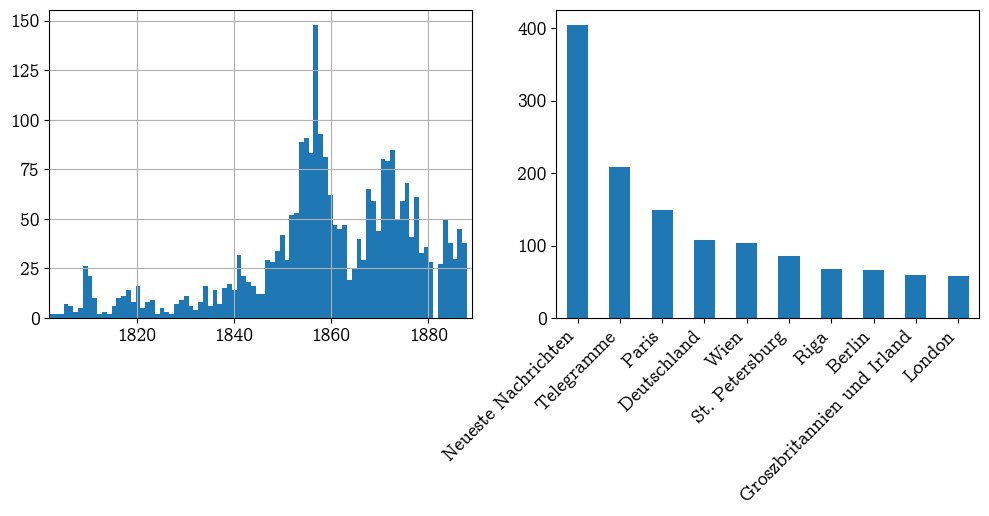 150
125
100
75
50
25
0
1820 1840 1860 1880
400
300
200
100
0
Neueste Nachrichten
Telegramme
Paris
Deutschland
Wien
St. Petersburg
Riga
Berlin
Groszbritannien und Irland
London